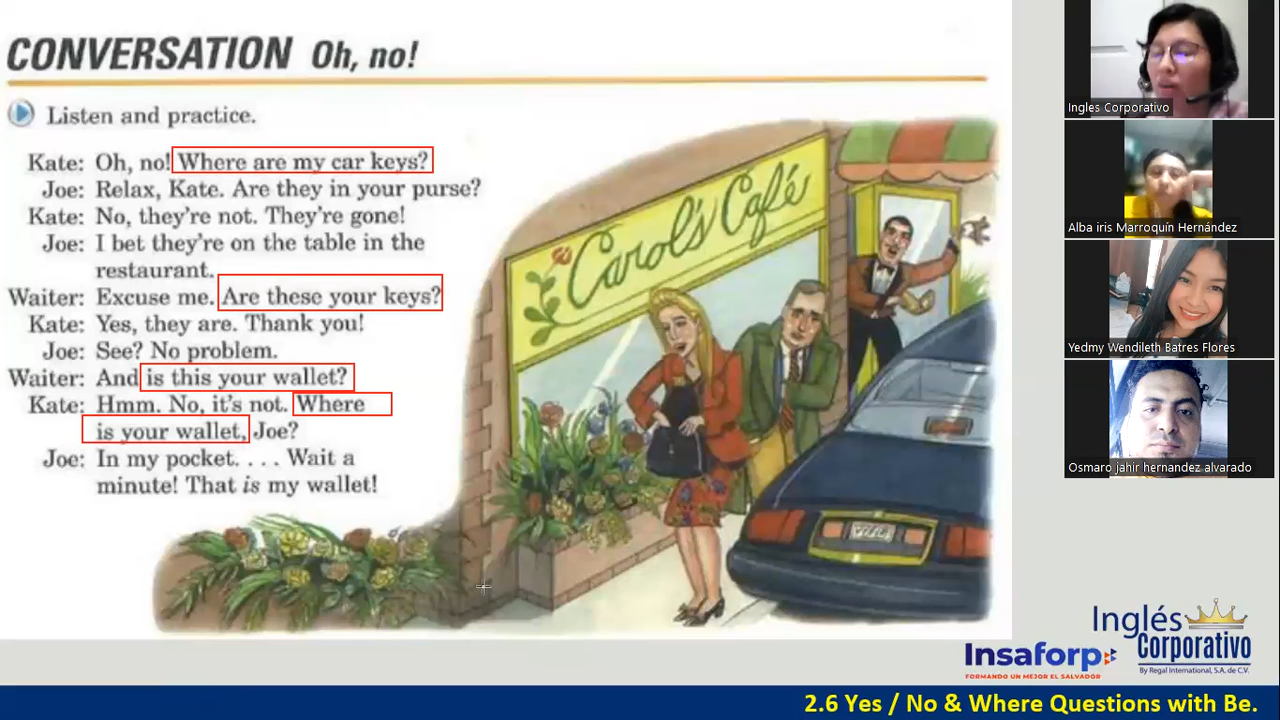 CONVERSATION Oh, no!
Listen and practice.
Kate: Oh, no! Where are my car keys?
Joe: Relax, Kate. Are they in your purse?
Kate: No, they're not. They're gone!
Joe: I bet they're on the table in the
restaurant.
Waiter: Excuse me. Are these your keys?
Kate: Yes, they are. Thank you!
Joe: See? No problem.
Waiter: And is this your wallet?
Kate: Hmm. No, it's not. Where
is your wallet, Joe?
Joe: In my pocket. . . . Wait a
minute! That is my wallet!
Carol's Café
Ingles Corporativo
Alba iris Marroquín Hernández
Yedmy Wendileth Batres Flores
Osmaro jahir hernandez alvarado
Insaforp
FORMANDO UN MEJOR EL SALVADOR
Inglés
Corporativo
By Regal International, S.A. de C.V.
2.6 Yes / No & Where Questions with Be.